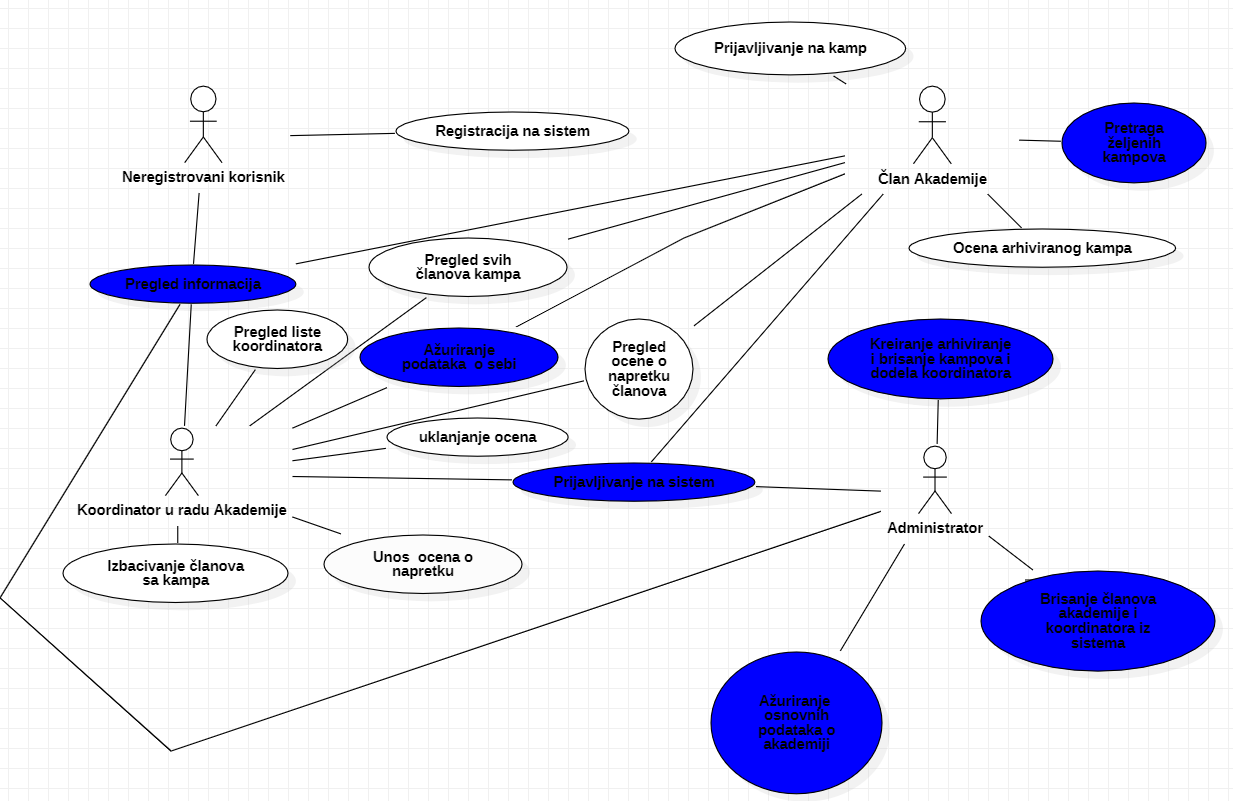 Prijavljivanje na kamp
Registracija na sistem
Pretraga
željenih
kampova
Neregistrovani korisnik
Član Akademije
Ocena arhiviranog kampa
Pregled svih
članova kampa
Pregled informacija
Pregled liste
koordinatora
Ažuriranje
podataka o sebi
Pregled
ocene o
napretku
članova
Kreiranje arhiviranje
i brisanje kampova i
dodela koordinatora
uklanjanje ocena
Prijavljivanje na sistem
Koordinator u radu Akademije
Administrator
Izbacivanje članova
sa kampa
Unos ocena o
napretku
Brisanje članova
akademije i
koordinatora iz
sistema
Ažuriranje
osnovnih
podataka o
akademiji